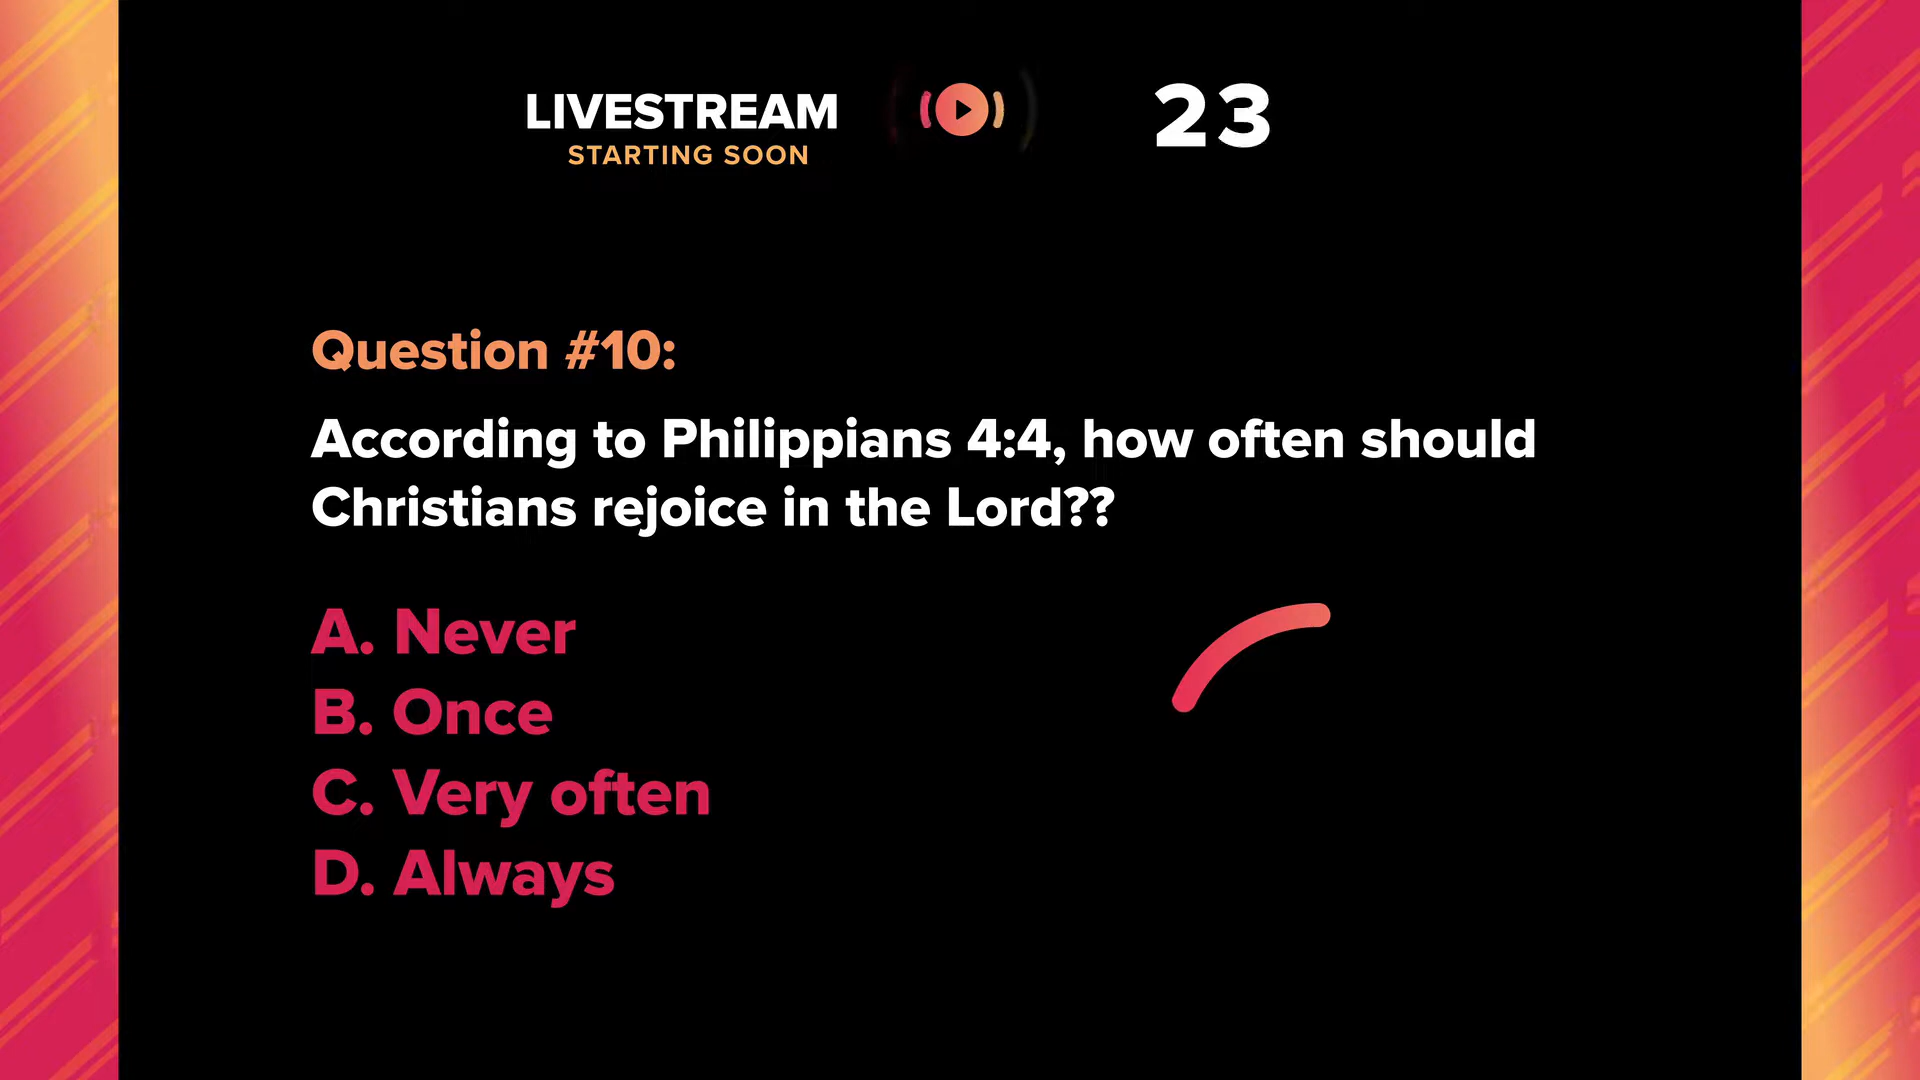 LIVESTREAM
STARTING SOON
23
Question #10:
According to Philippians 4:4, how often should
Christians rejoice in the Lord??
A. Never
B. Once
C. Very often
D. Always